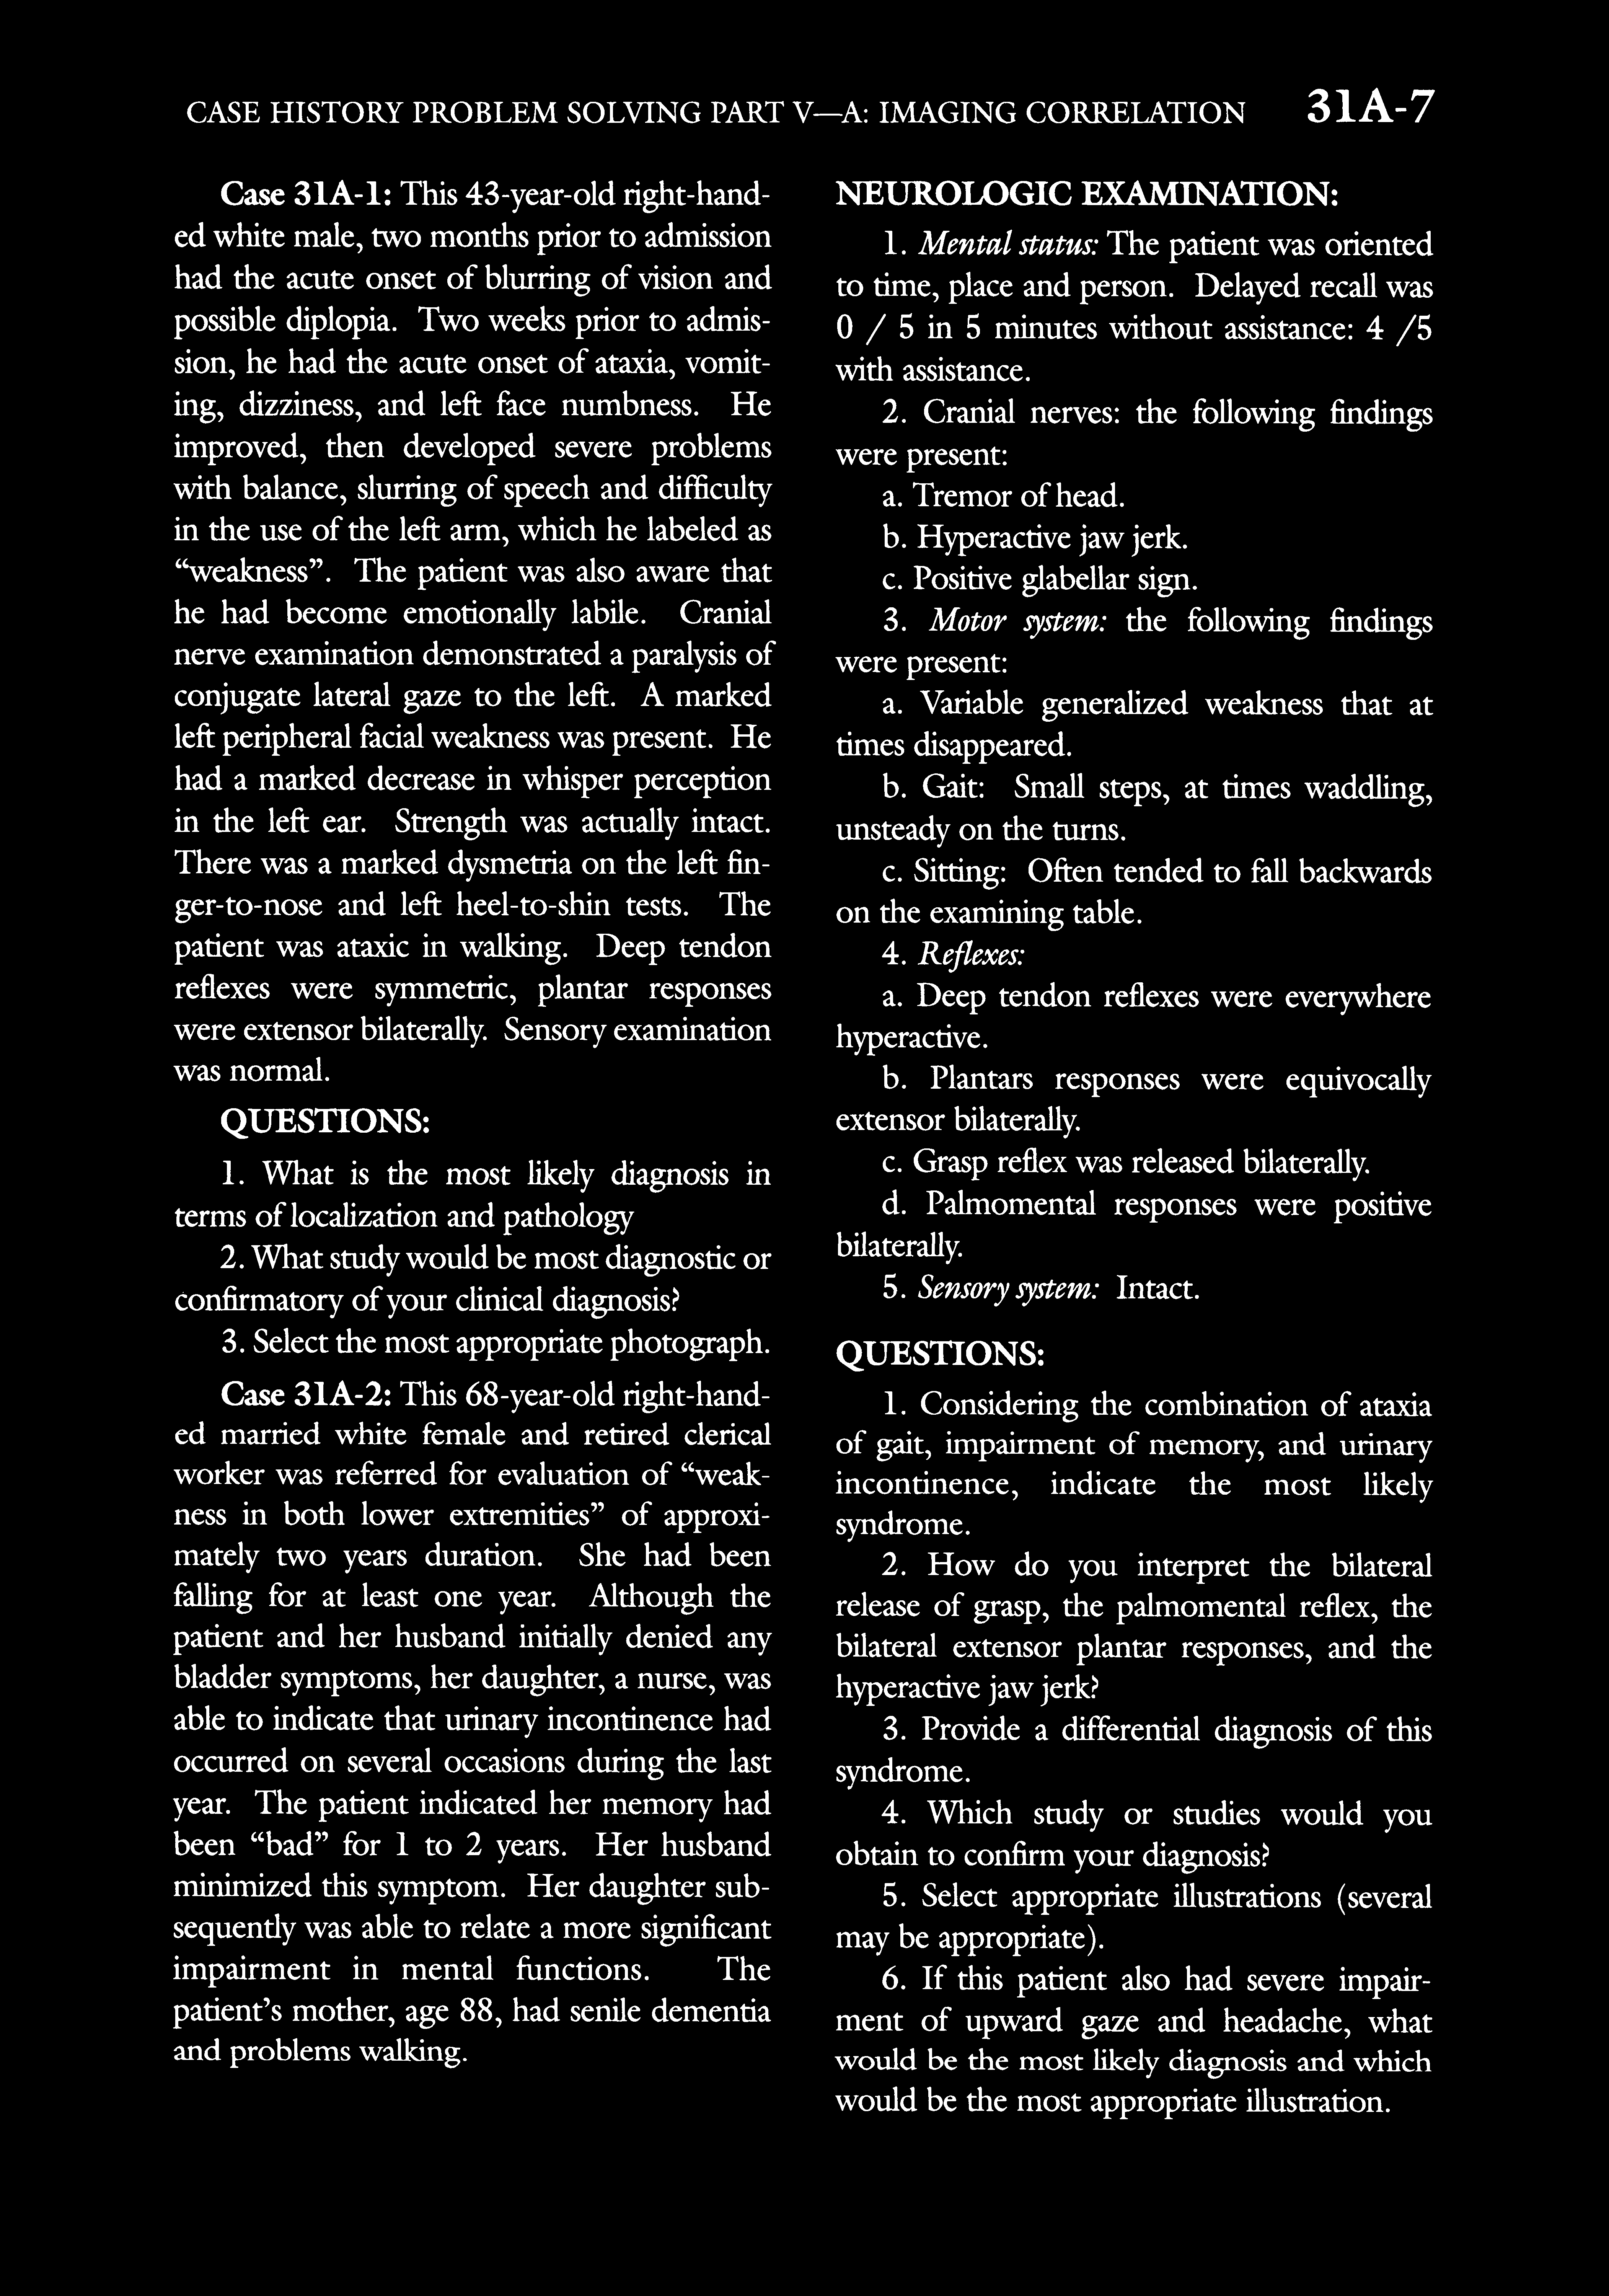 CASE HISTORY PROBLEM SOLVING PART V—A: IMAGING CORRELATION 31A-7
Case 31A-1: This 43-year-old right-hand-
ed white male, two months prior to admission
had the acute onset of blurring of vision and
possible diplopia. Two weeks prior to admis-
sion, he had the acute onset of ataxia, vomit-
ing, dizziness, and left face numbness. He
improved, then developed severe problems
with balance, slurring of speech and difficulty
in the use of the left arm, which he labeled as
“weakness”. The patient was also aware that
he had become emotionally labile. Cranial
nerve examination demonstrated a paralysis of
conjugate lateral gaze to the left. A marked
left peripheral facial weakness was present. He
had a marked decrease in whisper perception
in the left ear. Strength was actually intact.
There was a marked dysmetria on the left fin-
ger-to-nose and left heel-to-shin tests. The
patient was ataxic in walking. Deep tendon
reflexes were symmetric, plantar responses
were extensor bilaterally. Sensory examination
was normal.
QUESTIONS:
1. What is the most likely diagnosis in
terms of localization and pathology
2. What study would be most diagnostic or
confirmatory of your clinical diagnosis?
3. Select the most appropriate photograph.
Case 31A-2: This 68-year-old right-hand-
ed married white female and retired clerical
worker was referred for evaluation of “weak-
ness in both lower extremities” of approxi-
mately two years duration. She had been
falling for at least one year. Although the
patient and her husband initially denied any
bladder symptoms, her daughter, a nurse, was
able to indicate that urinary incontinence had
occurred on several occasions during the last
year. The patient indicated her memory had
been “bad” for 1 to 2 years. Her husband
minimized this symptom. Her daughter sub-
sequently was able to relate a more significant
impairment in mental functions. The
patient’s mother, age 88, had senile dementia
and problems walking.
NEUROLOGIC EXAMINATION:
1. Mental status: The patient was oriented
to time, place and person. Delayed recall was
0 / 5 in 5 minutes without assistance: 4 /5
with assistance.
2. Cranial nerves: the following findings
were present:
a. Tremor of head.
b. Hyperactive jaw jerk.
c. Positive glabellar sign.
3. Motor system: the following findings
were present:
a. Variable generalized weakness that at
times disappeared.
b. Gait: Small steps, at times waddling,
unsteady on the turns.
c. Sitting: Often tended to fall backwards
on the examining table.
4. Reflexes:
a. Deep tendon reflexes were everywhere
hyperactive.
b. Plantars responses were equivocally
extensor bilaterally.
c. Grasp reflex was released bilaterally.
d. Palmomental responses were positive
bilaterally.
5. Sensory system: Intact.
QUESTIONS:
1. Considering the combination of ataxia
of gait, impairment of memory, and urinary
incontinence, indicate the most likely
syndrome.
2. How do you interpret the bilateral
release of grasp, the palmomental reflex, the
bilateral extensor plantar responses, and the
hyperactive jaw jerk?
3. Provide a differential diagnosis of this
syndrome.
4. Which study or studies would you
obtain to confirm your diagnosis?
5. Select appropriate illustrations (several
may be appropriate).
6. If this patient also had severe impair-
ment of upward gaze and headache, what
would be the most likely diagnosis and which
would be the most appropriate illustration.